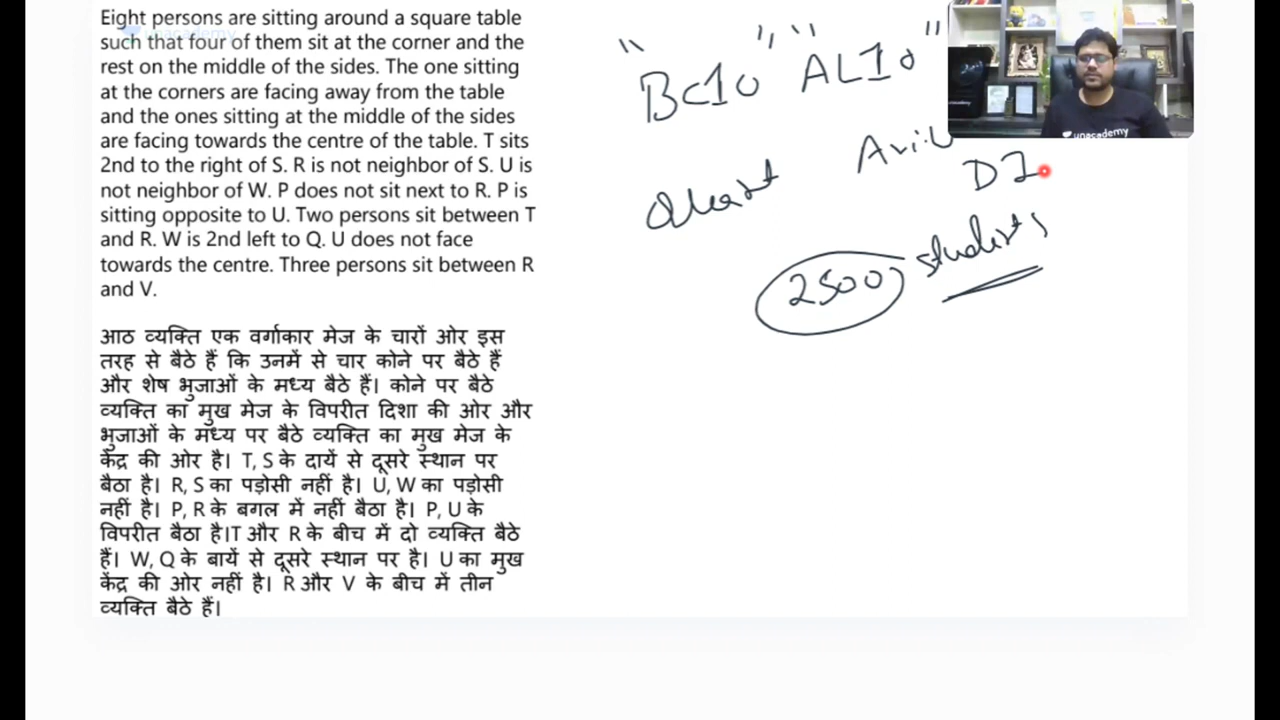 Eight persons are sitting around a square table
such that four of them sit at the corner and the
rest on the middle of the sides. The one sitting
at the corners are facing away from the table
and the ones sitting at the middle of the sides
are facing towards the centre of the table. T sits
2nd to the right of S. R is not neighbor of S. U is
not neighbor of W. P does not sit next to R. P is
sitting opposite to U. Two persons sit between T
and R. W is 2nd left to Q. U does not face
towards the centre. Three persons sit between R
and V.
आठ व्यक्ति एक वर्गाकार मेज के चारों ओर इस
तरह से बैठे हैं कि उनमें से चार कोने पर बैठे हैं
और शेष भुजाओं के मध्य बैठे हैं। कोने पर बैठे
व्यक्ति का मुख मेज के विपरीत दिशा की ओर और
भुजाओं के मध्य पर बैठे व्यक्ति का मुख मेज के
केंद्र की ओर है। T, S के दायें से दूसरे स्थान पर
बैठा है। R, S का पड़ोसी नहीं है। U, W का पड़ोसी
नहीं है। P, R के बगल में नहीं बैठा है। P, U के
विपरीत बैठा है।T और R के बीच में दो व्यक्ति बैठे
हैं। W, Q के बायें से दूसरे स्थान पर है। U का मुख
केंद्र की ओर नहीं है। R और V के बीच में तीन
व्यक्ति बैठे हैं।
unacademy
"BC10" "AL10"
DI
2500 students
unacademy